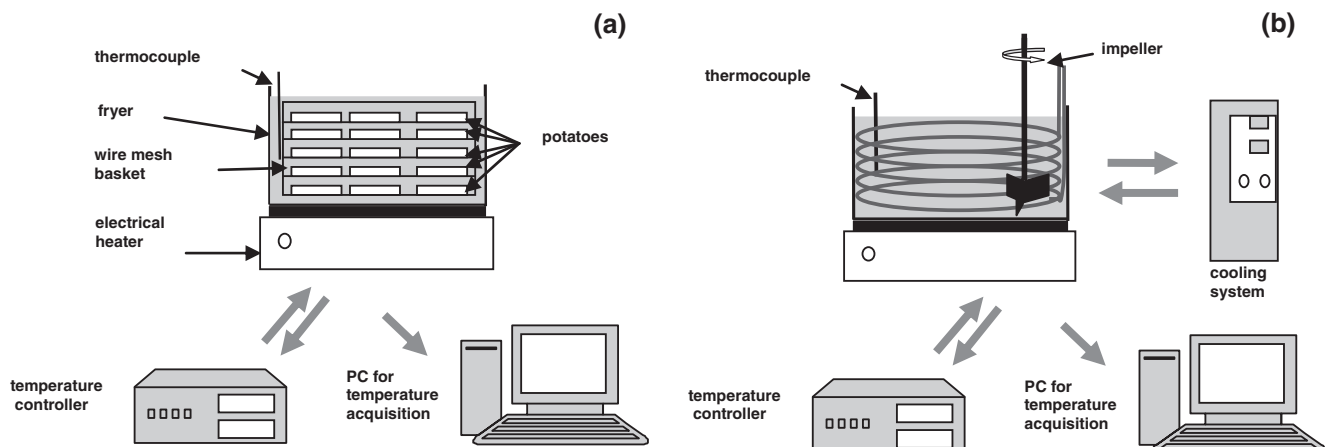 (a)
thermocouple
fryer
wire mesh
basket
electrical
heater
potatoes
temperature
controller
PC for
temperature
acquisition
(b)
impeller
thermocouple
cooling
system
temperature
controller
PC for
temperature
acquisition